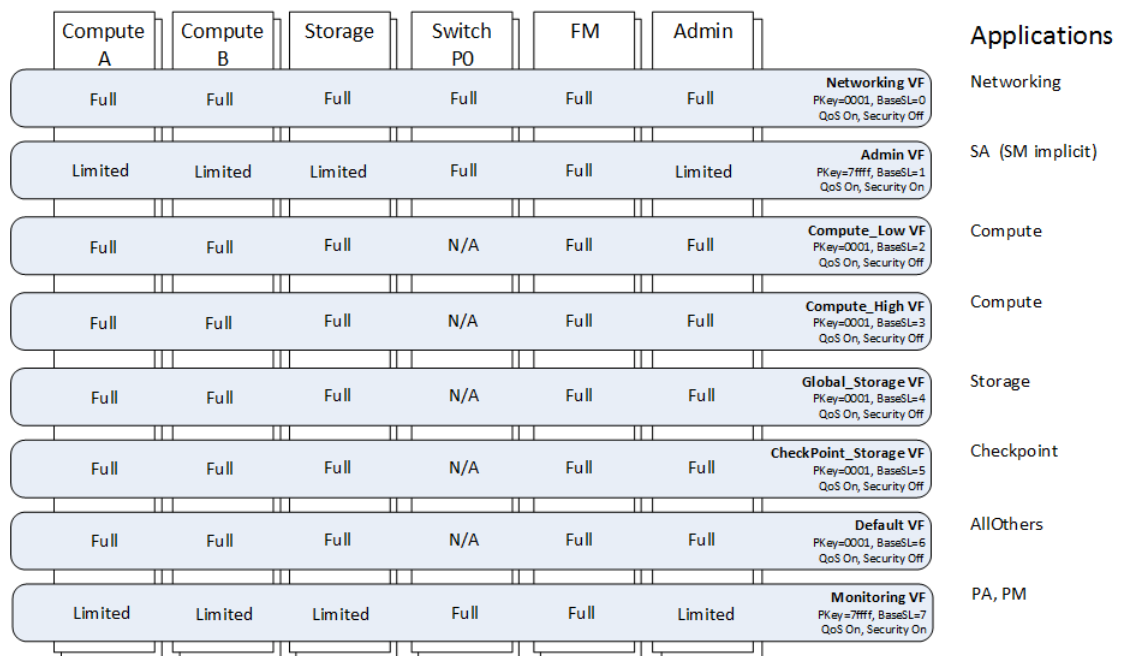 Compute
A
Compute
B
Storage
Switch
P0
FM
Admin
Applications
Full Full Full Full Full Full
Networking VF
PKey=0001, BaseSL=0
QoS On, Security Off
Networking
Limited Limited Limited Full Full Limited
Admin VF
PKey=7ffff, BaseSL=1
QoS On, Security On
SA (SM implicit)
Full Full Full N/A Full Full
Compute_Low VF
PKey=0001, BaseSL=2
QoS On, Security Off
Compute
Full Full Full N/A Full Full
Compute_High VF
PKey=0001, BaseSL=3
QoS On, Security Off
Compute
Full Full Full N/A Full Full
Global_Storage VF
PKey=0001, BaseSL=4
QoS On, Security Off
Storage
Full Full Full N/A Full Full
CheckPoint_Storage VF
PKey=0001, BaseSL=5
QoS On, Security Off
Checkpoint
Full Full Full N/A Full Full
Default VF
PKey=0001, BaseSL=6
QoS On, Security Off
AllOthers
Limited Limited Limited Full Full Limited
Monitoring VF
PKey=7ffff, BaseSL=7
QoS On, Security On
PA, PM